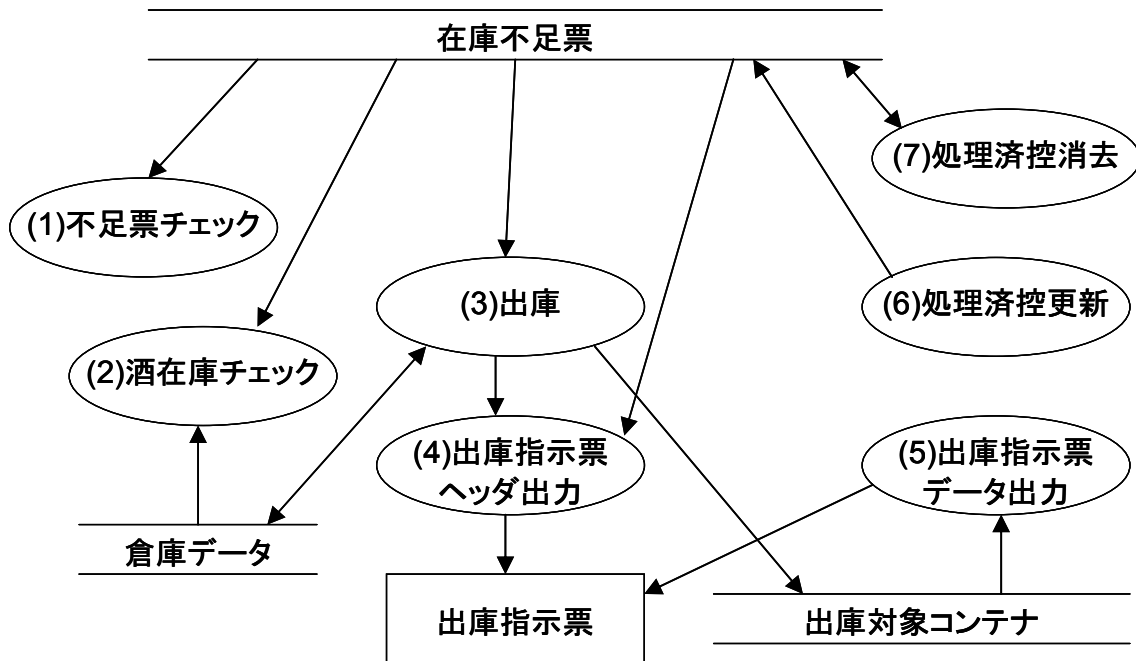 在庫不足票
(7)処理済控消去
(1)不足票チェック
(3)出庫
(6)処理済控更新
(2)酒在庫チェック
(4)出庫指示票
ヘッダ出力
(5)出庫指示票
データ出力
倉庫データ
出庫指示票
出庫対象コンテナ